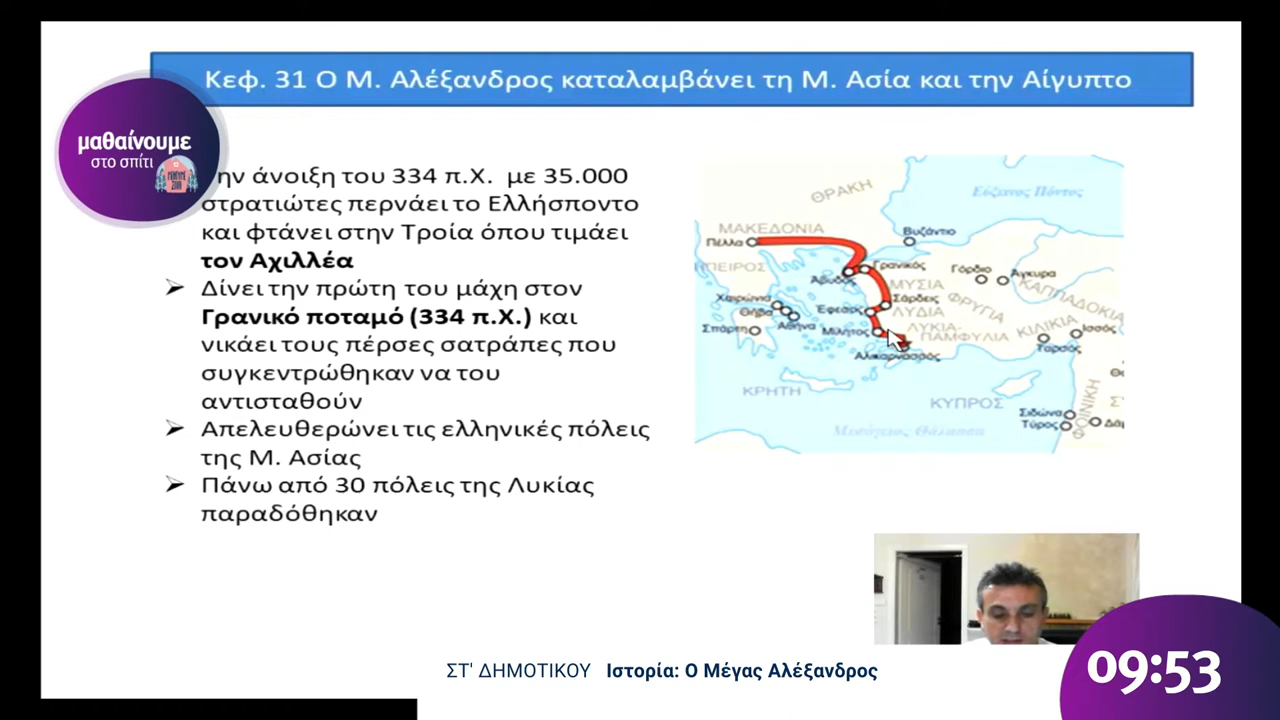 Κεφ. 31 Ο Μ. Αλέξανδρος καταλαμβάνει τη Μ. Ασία και την Αίγυπτο
μαθαίνουμε
στο σπίτι
ην άνοιξη του 334 π.Χ. με 35.000
στρατιώτες περνάει το Ελλήσποντο
και φτάνει στην Τροία όπου τιμάει
τον Αχιλλέα
➢ Δίνει την πρώτη του μάχη στον
Γρανικό ποταμό (334 π.Χ.) και
νικάει τους πέρσες σατράπες που
συγκεντρώθηκαν να του
αντισταθούν
➢ Απελευθερώνει τις ελληνικές πόλεις
της Μ. Ασίας
➢ Πάνω από 30 πόλεις της Λυκίας
παραδόθηκαν
ΘΡΑΚΗ
Εύξεινος Πόντος
ΜΑΚΕΔΟΝΙΑ
Πέλλα
Βυζάντιο
ΗΠΕΙΡΟΣ
Άβυδος
Γρανικός
Γόρδιο
Άγκυρα
ΜΥΣΙΑ
ΚΑΠΠΑΔΟΚΙΑ
Χαιρώνια
Σάρδεις
ΦΡΥΓΙΑ
Θήβα
Έφεσος
ΛΥΔΙΑ
Σπάρτη
Αθήνα
Μίλητος
ΛΥΚΙΑ-
ΠΑΜΦΥΛΙΑ
ΚΙΛΙΚΙΑ
Ισσός
Αλικαρνασσός
Ταρσός
ΚΡΗΤΗ
ΚΥΠΡΟΣ
ΦΟΙΝΙΚΗ
Σιδώνα
Τύρος
Δάμ
Μεσόγειος Θάλασσα
ΣΤ' ΔΗΜΟΤΙΚΟΥ Ιστορία: Ο Μέγας Αλέξανδρος
09:53